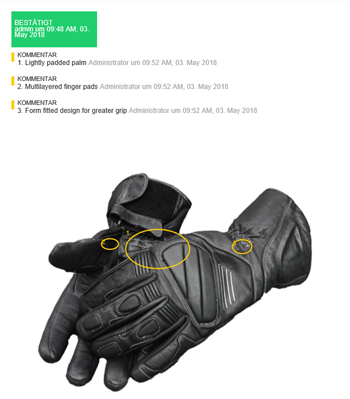 BESTÄTIGT
admin um 09:48 AM, 03.
May 2018
KOMMENTAR
1. Lightly padded palm Administrator um 09:52 AM, 03. May 2018
KOMMENTAR
2. Multilayered finger pads Administrator um 09:52 AM, 03. May 2018
KOMMENTAR
3. Form fitted design for greater grip Administrator um 09:52 AM, 03. May 2018